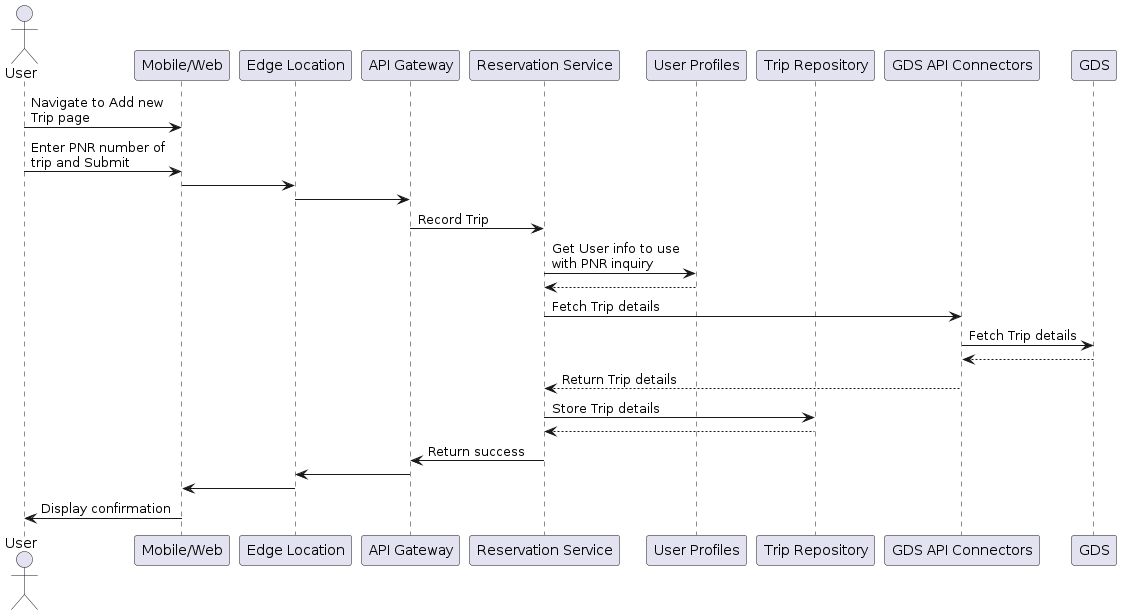 User
Mobile/Web
Edge Location
API Gateway
Reservation Service
User Profiles
Trip Repository
GDS API Connectors
GDS
Navigate to Add new
Trip page
Enter PNR number of
trip and Submit
Record Trip
Get User info to use
with PNR inquiry
Fetch Trip details
Fetch Trip details
Return Trip details
Store Trip details
Return success
Display confirmation
User
Mobile/Web
Edge Location
API Gateway
Reservation Service
User Profiles
Trip Repository
GDS API Connectors
GDS